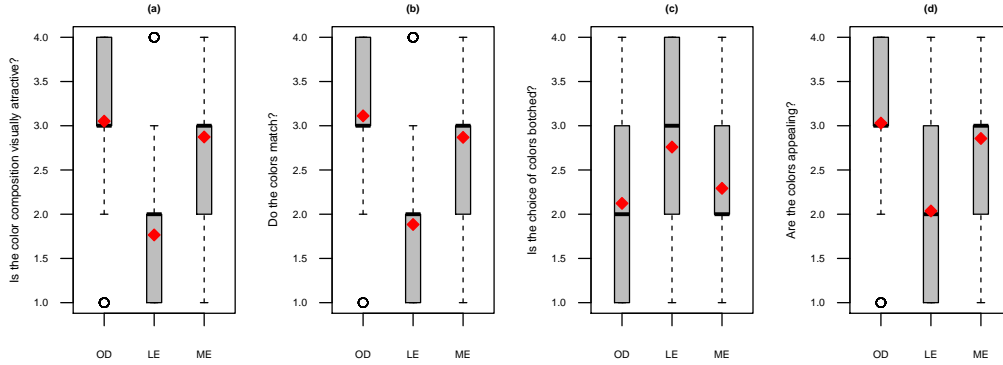 (a)
Is the color composition visually atractive?
4.0
3.5
3.0
2.5
2.0
1.5
1.0
OD LE ME
(b)
Do the colors match?
4.0
3.5
3.0
2.5
2.0
1.5
1.0
OD LE ME
(c)
Is the choice of colors botched?
4.0
3.5
3.0
2.5
2.0
1.5
1.0
OD LE ME
(d)
Are the colors appealing?
4.0
3.5
3.0
2.5
2.0
1.5
1.0
OD LE ME